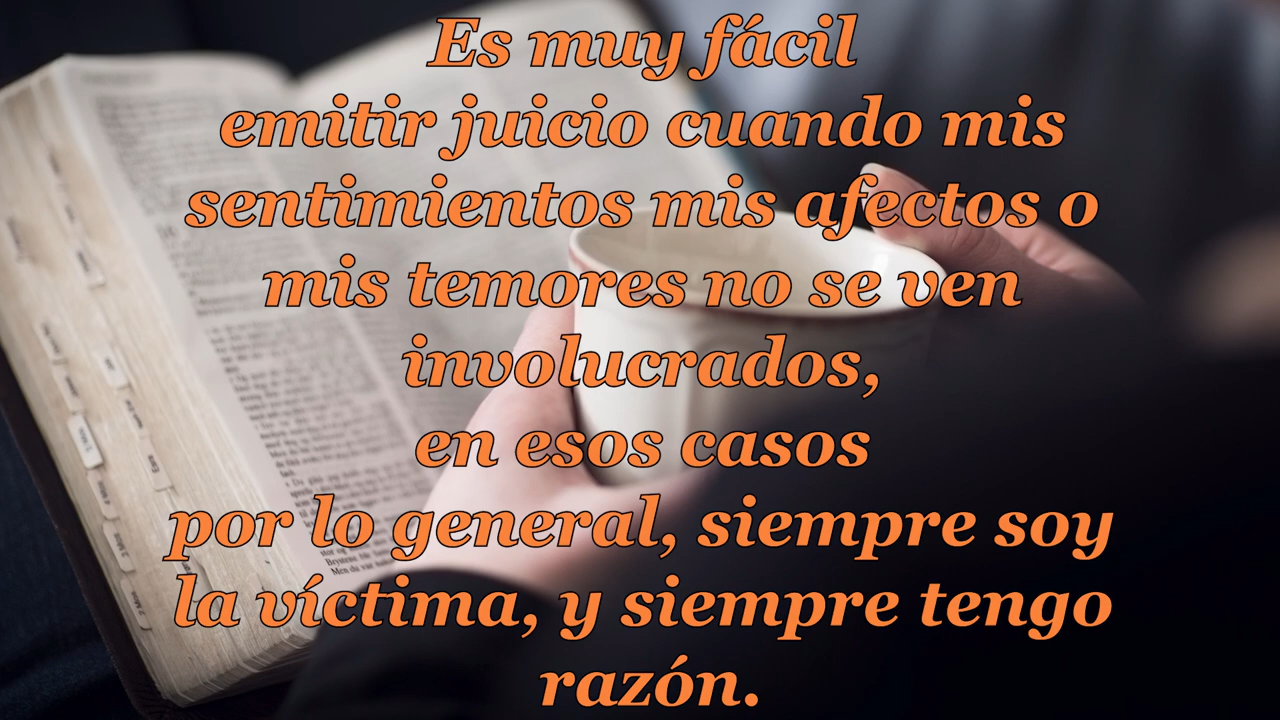 Es muy fácil
emitir juicio cuando mis
sentimientos mis afectos o
mis temores no se ven
involucrados,
en esos casos
por lo general, siempre soy
la víctima, y siempre tengo
razón.